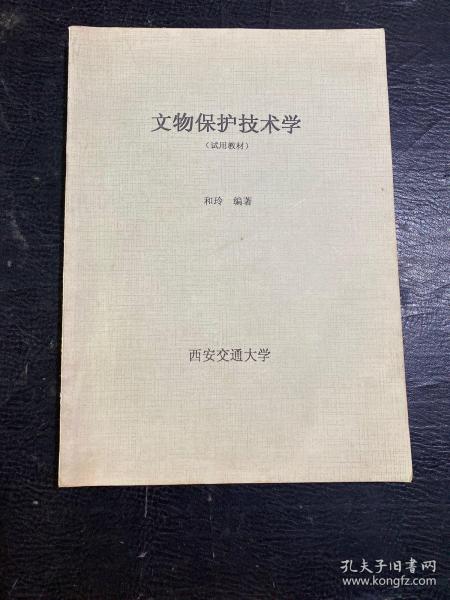 文物保护技术学
（试用教材）
和玲 编著
西安交通大学
孔夫子旧书网
www.kongfz.com